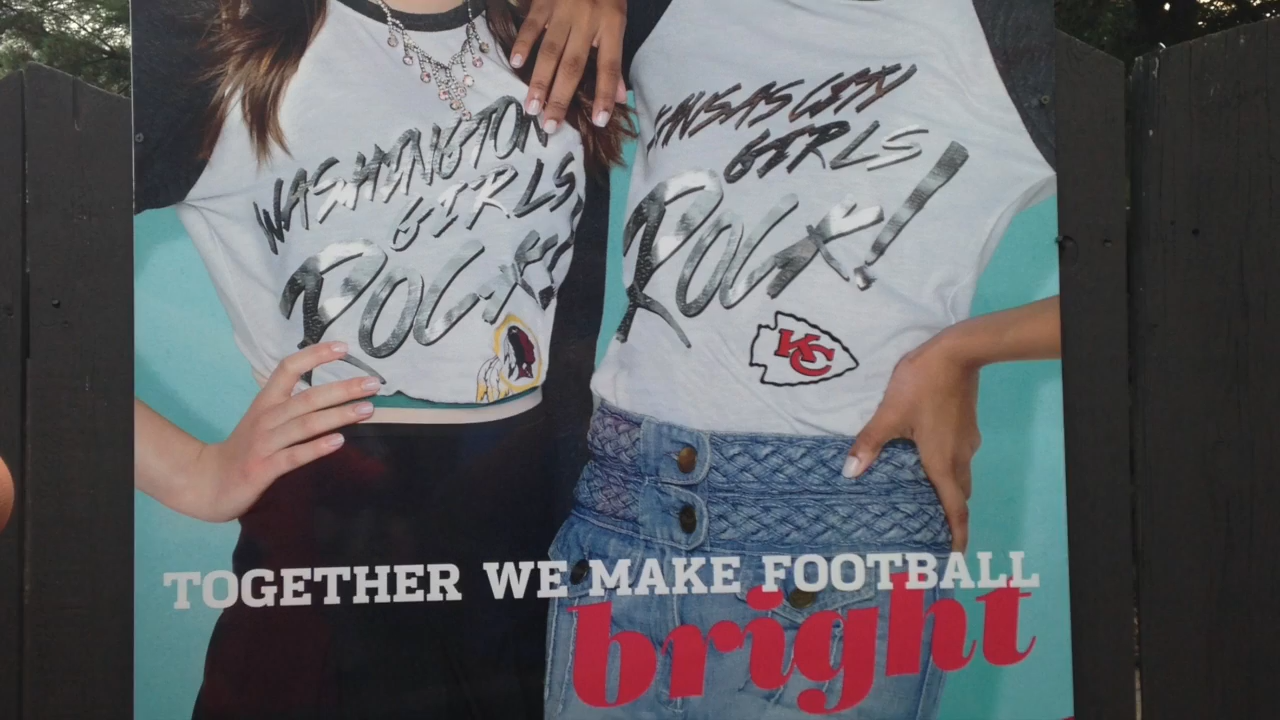 WASHINGTON
GIRLS
ROCK!
KANSAS CITY
GIRLS
ROCK!
KC
TOGETHER WE MAKE FOOTBALL
bright